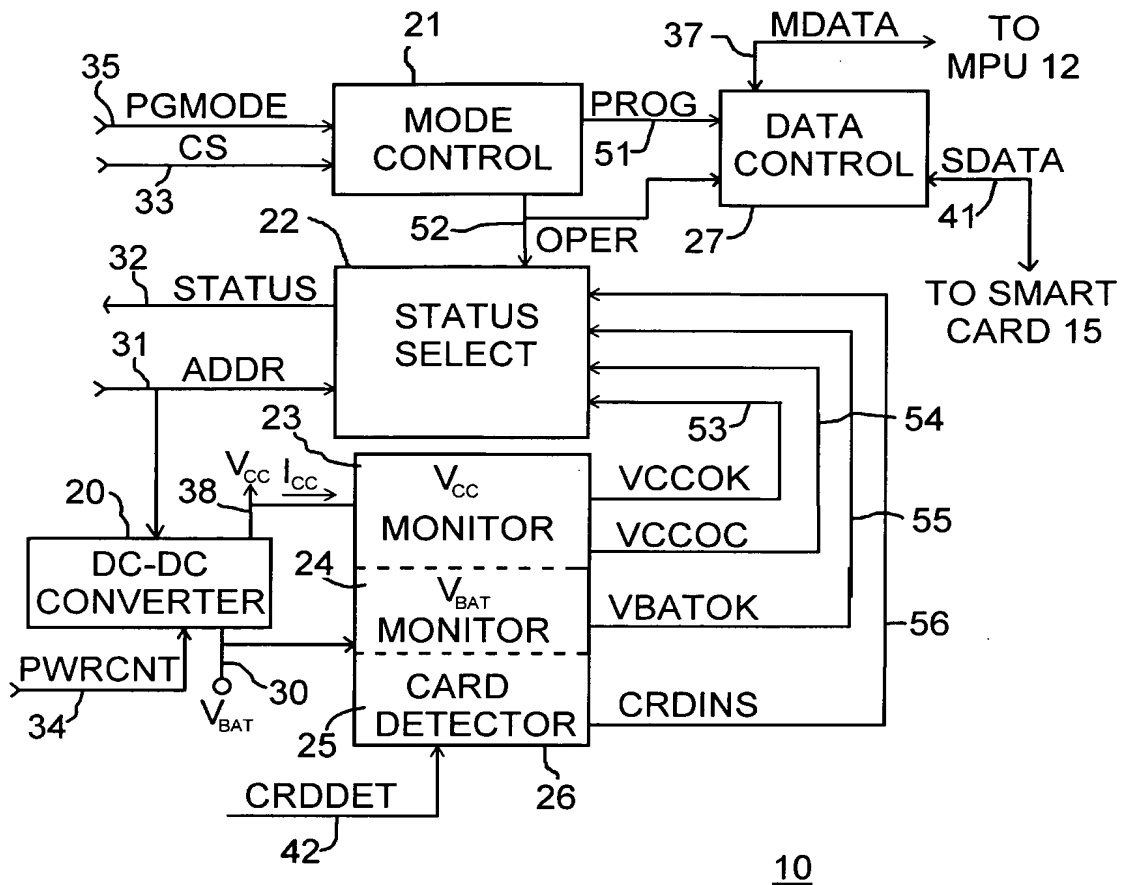 21
37
MDATA
TO
MPU 12
35
PGMODE
CS
33
MODE
CONTROL
PROG
51
DATA
CONTROL
SDATA
41
27
52
OPER
22
32
STATUS
STATUS
SELECT
TO SMART
CARD 15
31
ADDR
53
54
23
VCC
ICC
38
VCC
MONITOR
VCCOK
VCCOC
55
20
DC-DC
CONVERTER
24
VBAT
MONITOR
VBATOK
56
PWRCNT
34
30
VBAT
CARD
DETECTOR
25
CRDINS
26
CRDDET
42
10